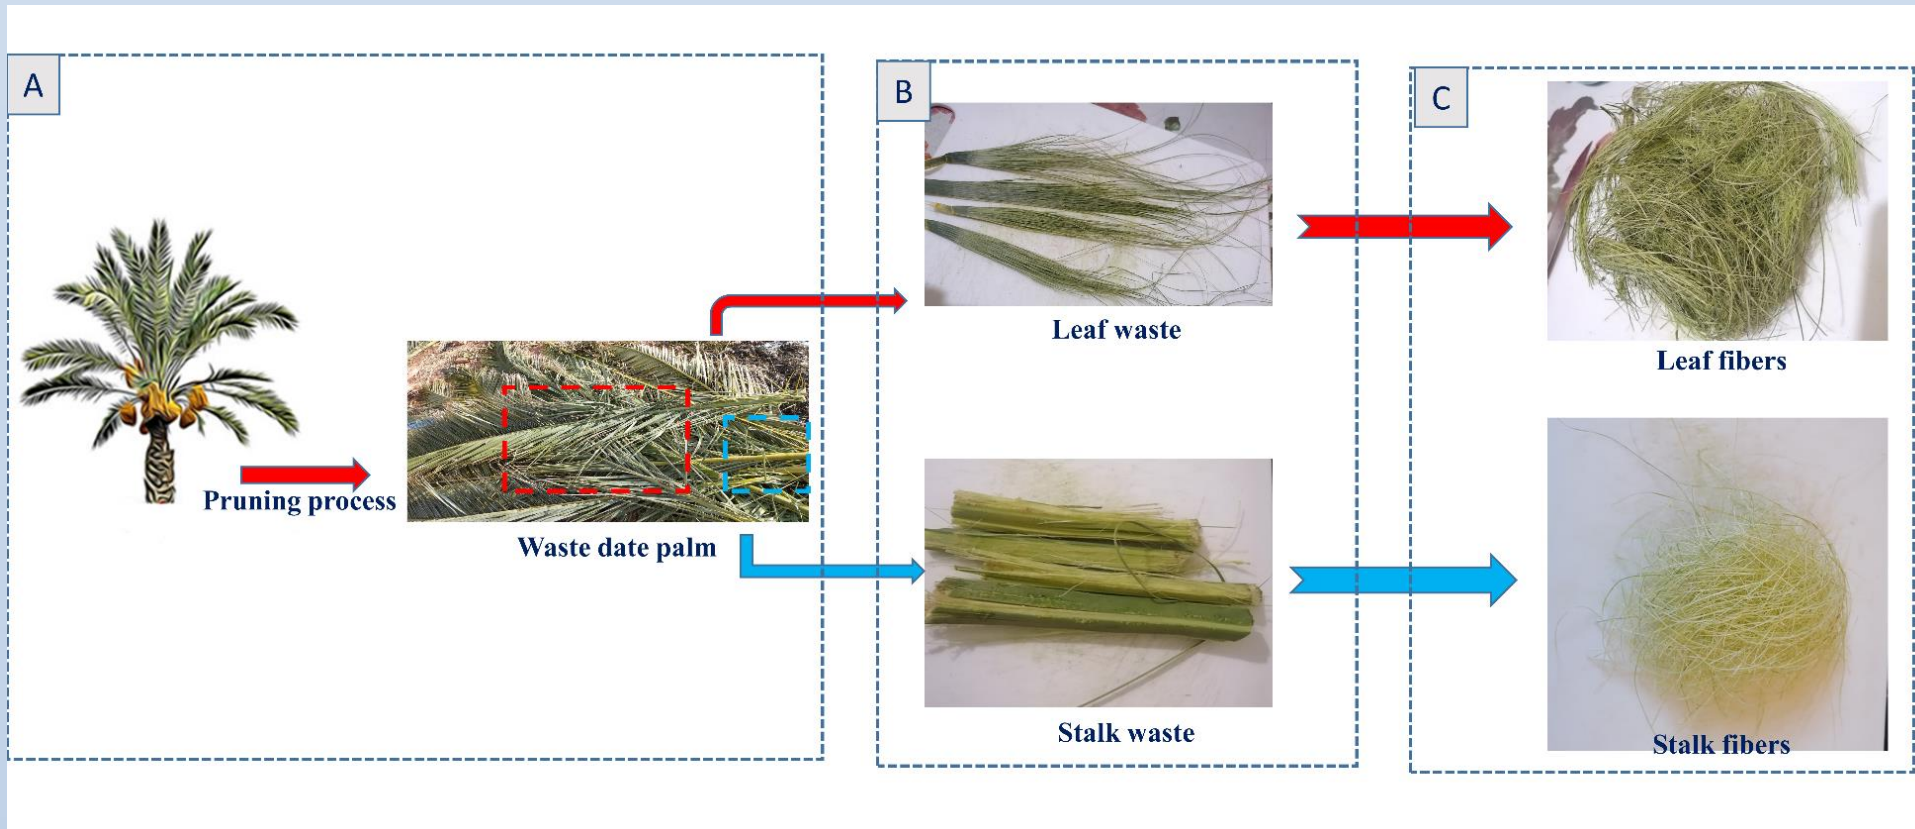 A
Pruning process
Waste date palm
B
Leaf waste
Stalk waste
C
Leaf fibers
Stalk fibers